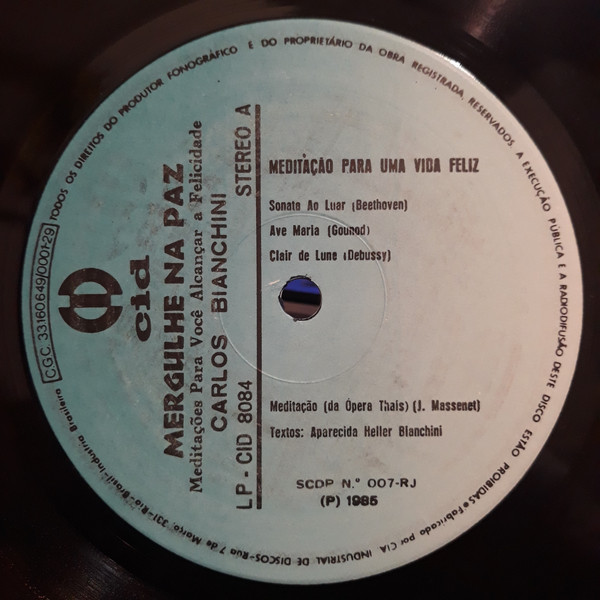 cid
MERGULHE NA PAZ
Meditações Para Você Alcançar a Felicidade
CARLOS BIANCHINI
LP - CID 8084 STEREO A
MEDITAÇÃO PARA UMA VIDA FELIZ
Sonata Ao Luar (Beethoven)
Ave Maria (Gounod)
Clair de Lune (Debussy)
Meditação (da Ópera Thais) (J. Massenet)
Textos: Aparecida Heller Bianchini
SCDP N.º 007-RJ
(P) 1985
C.G.C. 33160649/0001-29
TODOS OS DIREITOS DO PRODUTOR FONOGRÁFICO E DO PROPRIETÁRIO DA OBRA REGISTRADA, RESERVADOS. A EXECUÇÃO PÚBLICA E A RADIODIFUSÃO DESTE DISCO ESTÃO PROIBIDAS • Fabricado por CIA. INDUSTRIAL DE DISCOS-Rua 7 de Março, 331-Rio-Brasil-Indústria Brasileira